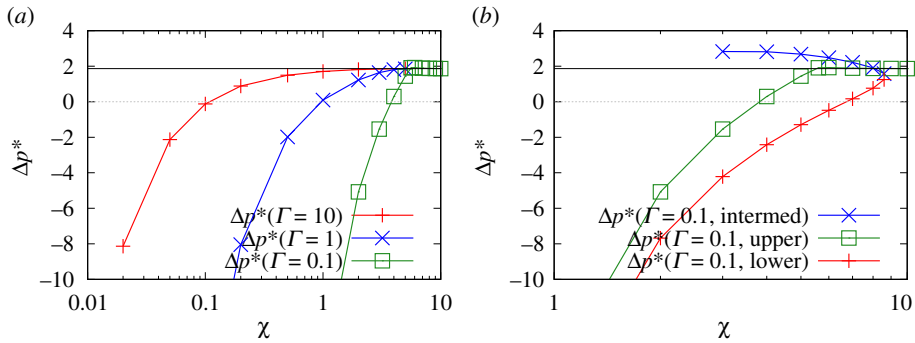 (a)
4
2
0
−2
−4
−6
−8
−10
Δp*
Δp*(Γ = 10)
Δp*(Γ = 1)
Δp*(Γ = 0.1)
0.01 0.1 1 10
χ
(b)
4
2
0
−2
−4
−6
−8
−10
Δp*
Δp*(Γ = 0.1, intermed)
Δp*(Γ = 0.1, upper)
Δp*(Γ = 0.1, lower)
1 10
χ